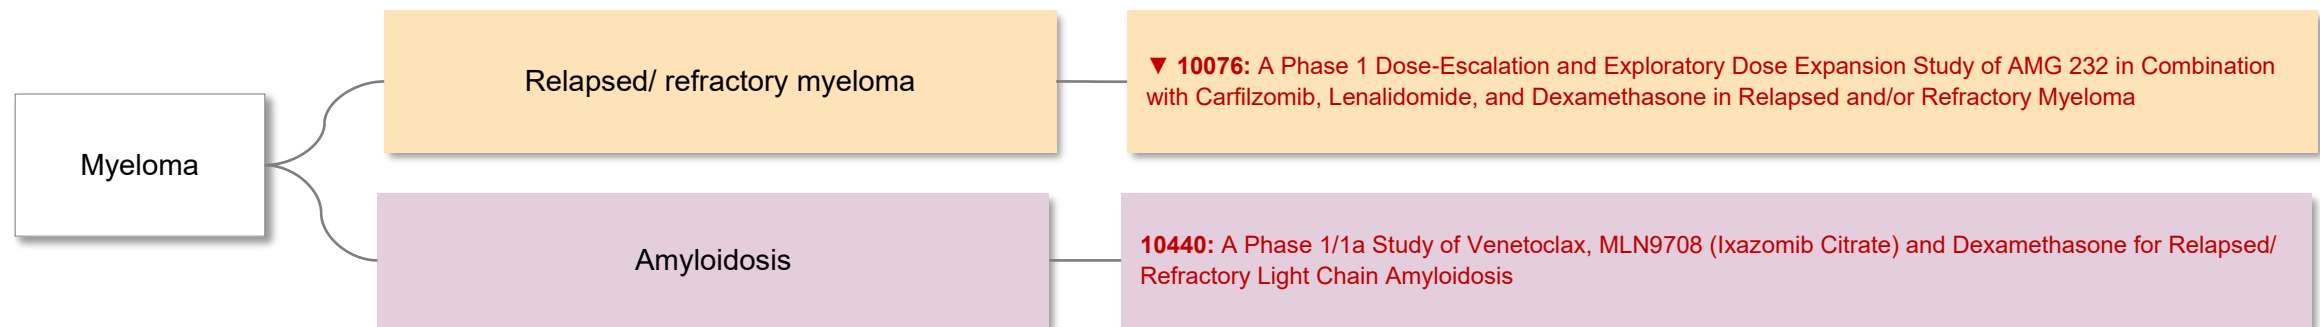 Myeloma
Relapsed/ refractory myeloma
▼ 10076: A Phase 1 Dose-Escalation and Exploratory Dose Expansion Study of AMG 232 in Combination
with Carfilzomib, Lenalidomide, and Dexamethasone in Relapsed and/or Refractory Myeloma
Amyloidosis
10440: A Phase 1/1a Study of Venetoclax, MLN9708 (Ixazomib Citrate) and Dexamethasone for Relapsed/
Refractory Light Chain Amyloidosis